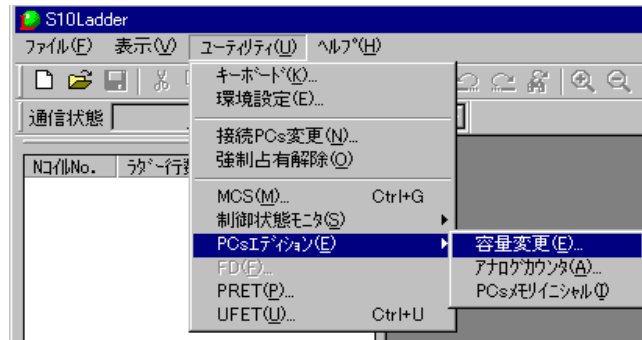 S10Ladder
ファイル(F) 表示(V) ユーティリティ(U) ヘルプ(H)
通信状態
NコイルNo. ラダー行数
キーボード(K)...
環境設定(E)...
接続PCs変更(N)...
強制占有解除(O)
MCS(M)... Ctrl+G
制御状態モニタ(S)
PCsエディション(E)
FD(F)...
PRET(P)...
UFET(U)... Ctrl+U
容量変更(E)...
アナログカウンタ(A)...
PCsメモリイニシャル(I)